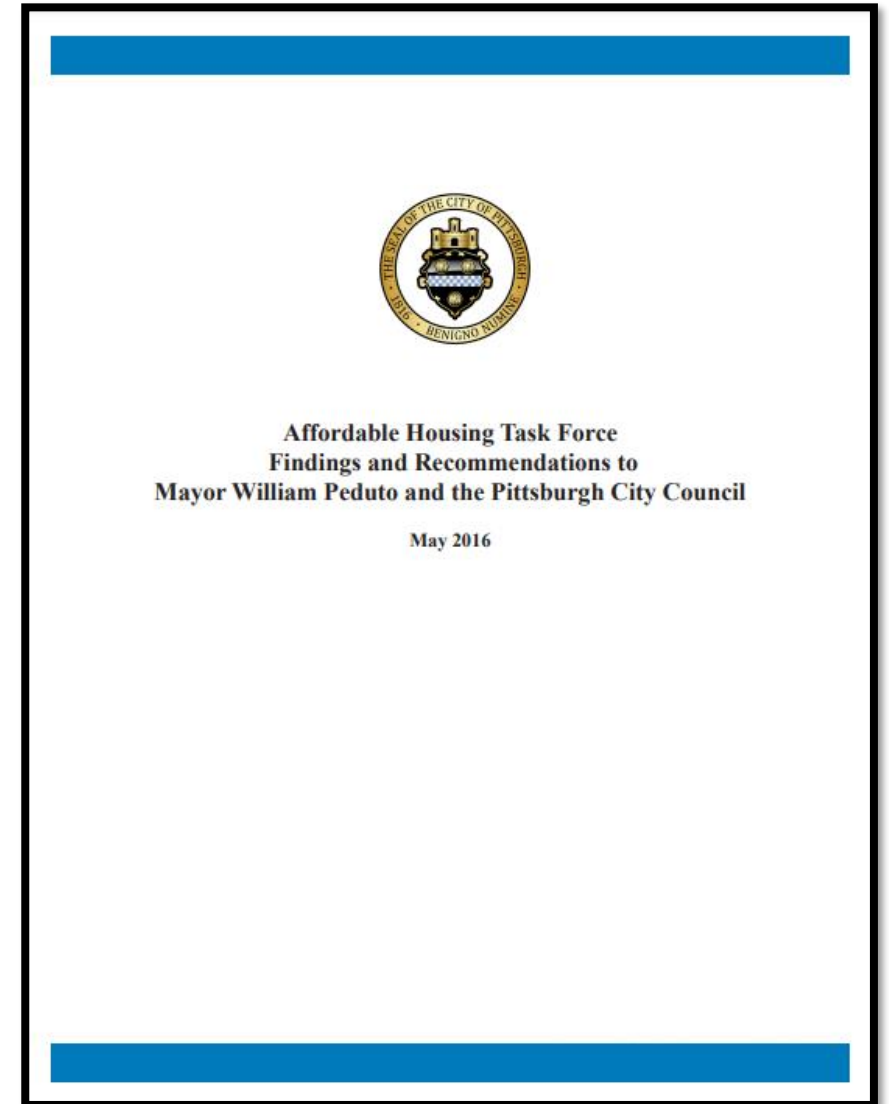 THE SEAL OF THE CITY OF PITTSBURGH
· 1816 · BENIGNO NUMINE ·
Affordable Housing Task Force
Findings and Recommendations to
Mayor William Peduto and the Pittsburgh City Council
May 2016